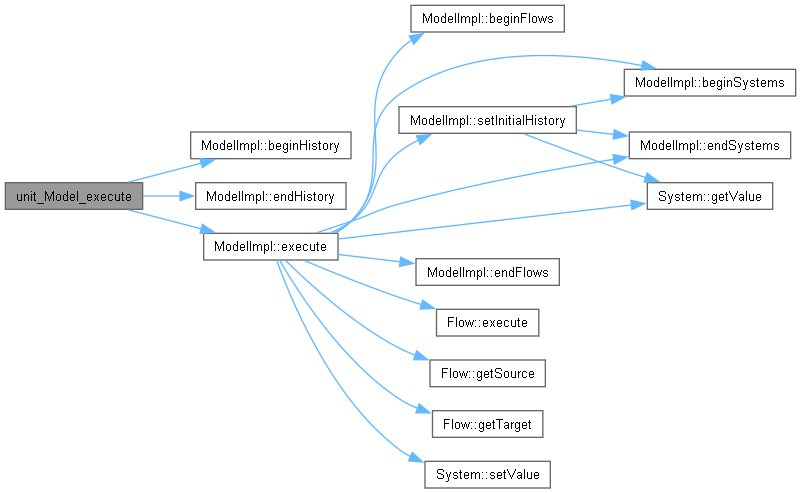 ModelImpl::beginFlows
ModelImpl::beginSystems
ModelImpl::setInitialHistory
ModelImpl::beginHistory
ModelImpl::endSystems
unit_Model_execute
ModelImpl::endHistory
System::getValue
ModelImpl::execute
ModelImpl::endFlows
Flow::execute
Flow::getSource
Flow::getTarget
System::setValue